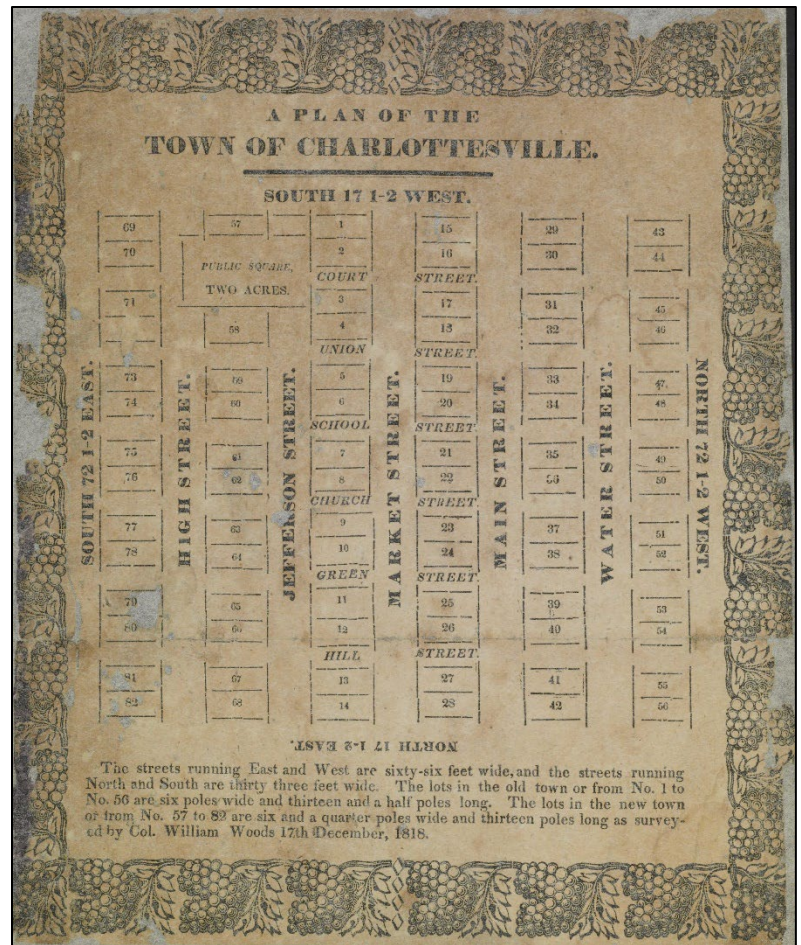 A PLAN OF THE
TOWN OF CHARLOTTESVILLE.
SOUTH 17 1-2 WEST.
69 57 1 15 29 43
70 2 16 30 44
PUBLIC SQUARE,
TWO ACRES.
COURT STREET.
71 3 17 31 45
58 4 18 32 46
UNION STREET.
73 59 5 19 33 47
74 60 6 20 34 48
SCHOOL STREET.
75 61 7 21 35 49
76 62 8 22 56 50
CHURCH STREET.
77 63 9 23 37 51
78 64 10 24 38 52
GREEN STREET.
79 65 11 25 39 53
80 66 12 26 40 54
HILL STREET.
81 67 13 27 41 55
82 68 14 28 42 56
SOUTH 72 1-2 EAST.
HIGH STREET.
JEFFERSON STREET.
MARKET STREET.
MAIN STREET.
WATER STREET.
NORTH 72 1-2 WEST.
NORTH 17 1-2 EAST.
The streets running East and West are sixty-six feet wide, and the streets running
North and South are thirty three feet wide. The lots in the old town or from No. 1 to
No. 56 are six poles wide and thirteen and a half poles long. The lots in the new town
or from No. 57 to 82 are six and a quarter poles wide and thirteen poles long as survey-
ed by Col. William Woods 17th December, 1818.